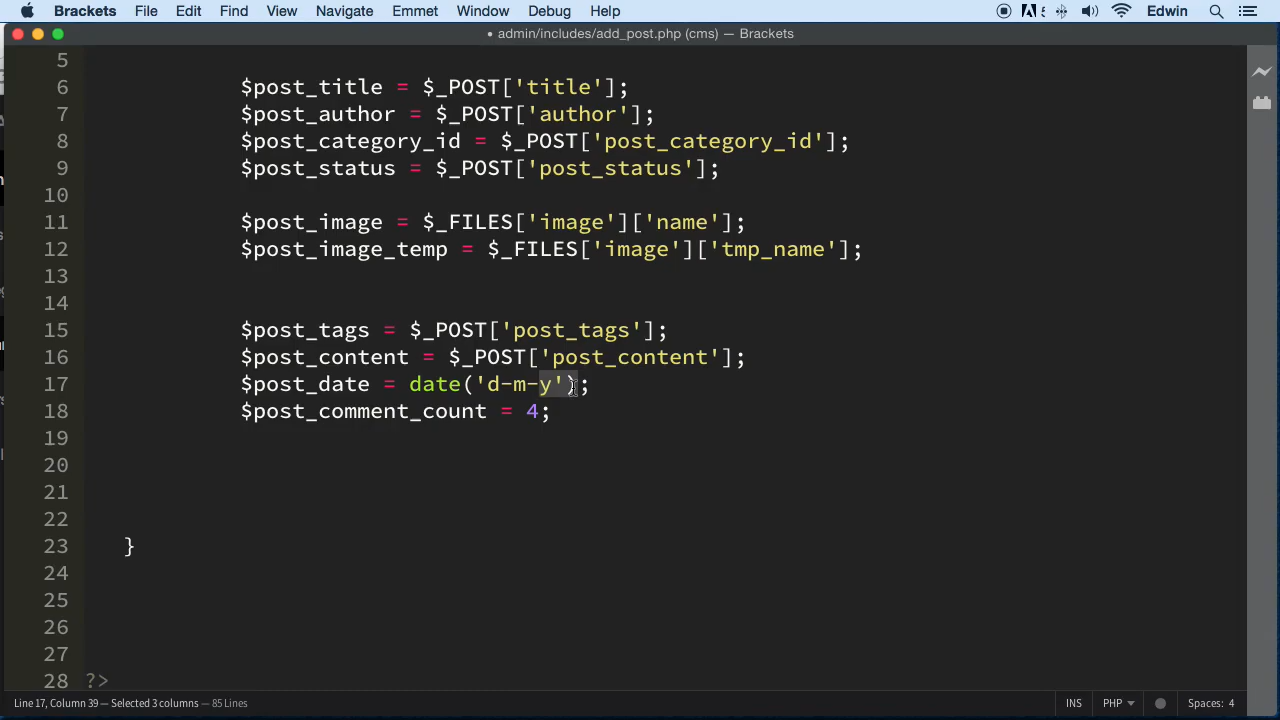 Brackets File Edit Find View Navigate Emmet Window Debug Help 5 Edwin
• admin/includes/add_post.php (cms) — Brackets
5
6 $post_title = $_POST['title'];
7 $post_author = $_POST['author'];
8 $post_category_id = $_POST['post_category_id'];
9 $post_status = $_POST['post_status'];
10
11 $post_image = $_FILES['image']['name'];
12 $post_image_temp = $_FILES['image']['tmp_name'];
13
14
15 $post_tags = $_POST['post_tags'];
16 $post_content = $_POST['post_content'];
17 $post_date = date('d-m-y');
18 $post_comment_count = 4;
19
20
21
22
23 }
24
25
26
27
28 ?>
Line 17, Column 39 — Selected 3 columns — 85 Lines INS PHP Spaces: 4